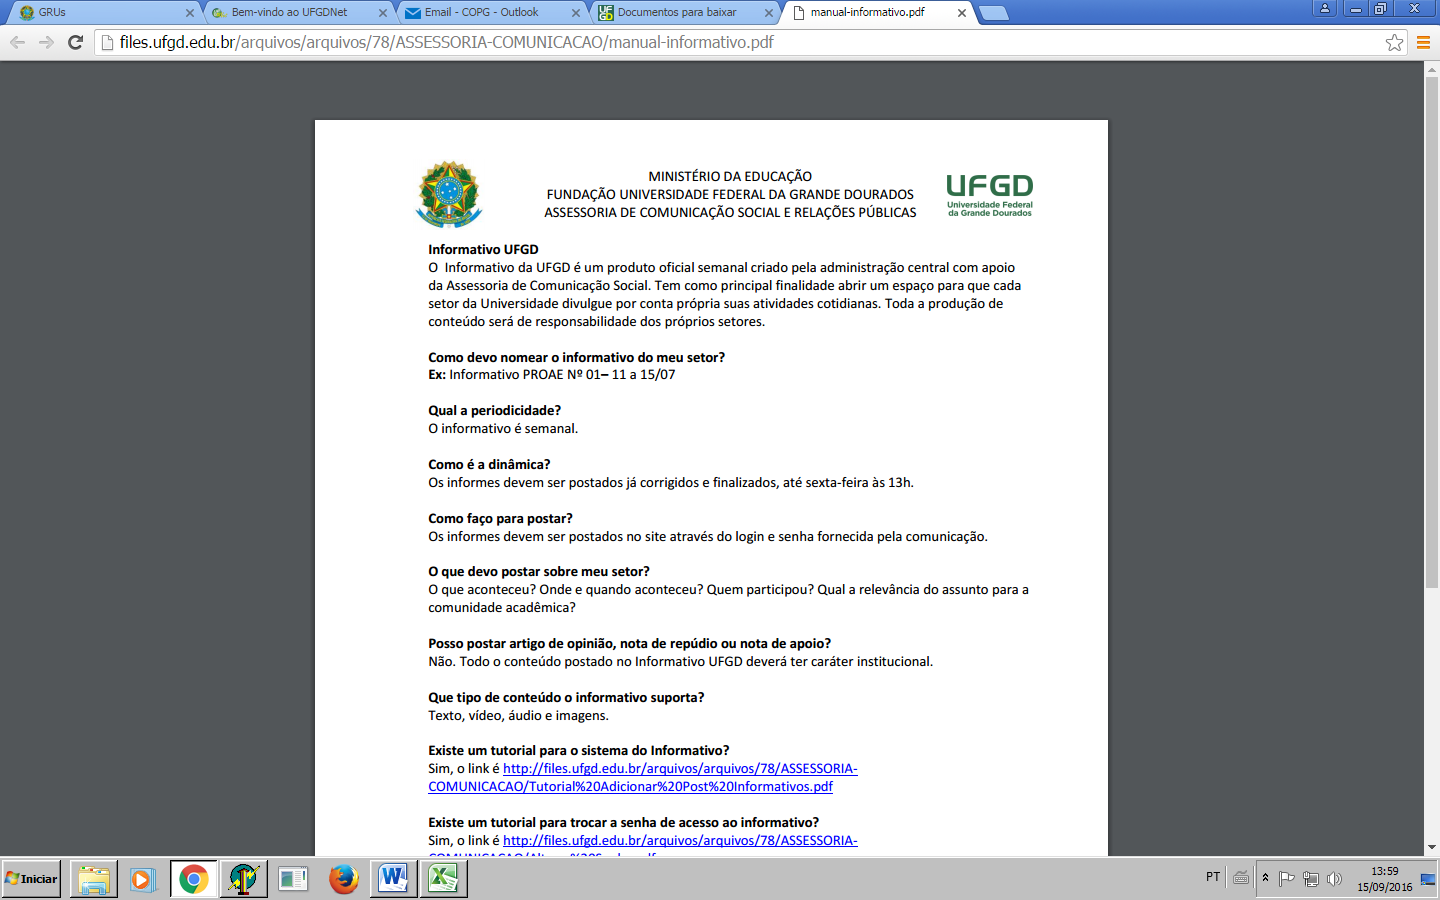 GRUs
Bem-vindo ao UFGDNet
Email - COPG - Outlook
Documentos para baixar
manual-informativo.pdf
files.ufgd.edu.br/arquivos/arquivos/78/ASSESSORIA-COMUNICACAO/manual-informativo.pdf
MINISTÉRIO DA EDUCAÇÃO
FUNDAÇÃO UNIVERSIDADE FEDERAL DA GRANDE DOURADOS
ASSESSORIA DE COMUNICAÇÃO SOCIAL E RELAÇÕES PÚBLICAS
UFGD
Universidade Federal
da Grande Dourados
Informativo UFGD
O  Informativo da UFGD é um produto oficial semanal criado pela administração central com apoio
da Assessoria de Comunicação Social. Tem como principal finalidade abrir um espaço para que cada
setor da Universidade divulgue por conta própria suas atividades cotidianas. Toda a produção de
conteúdo será de responsabilidade dos próprios setores.
Como devo nomear o informativo do meu setor?
Ex: Informativo PROAE Nº 01– 11 a 15/07
Qual a periodicidade?
O informativo é semanal.
Como é a dinâmica?
Os informes devem ser postados já corrigidos e finalizados, até sexta-feira às 13h.
Como faço para postar?
Os informes devem ser postados no site através do login e senha fornecida pela comunicação.
O que devo postar sobre meu setor?
O que aconteceu? Onde e quando aconteceu? Quem participou? Qual a relevância do assunto para a
comunidade acadêmica?
Posso postar artigo de opinião, nota de repúdio ou nota de apoio?
Não. Todo o conteúdo postado no Informativo UFGD deverá ter caráter institucional.
Que tipo de conteúdo o informativo suporta?
Texto, vídeo, áudio e imagens.
Existe um tutorial para o sistema do Informativo?
Sim, o link é http://files.ufgd.edu.br/arquivos/arquivos/78/ASSESSORIA-
COMUNICACAO/Tutorial%20Adicionar%20Post%20Informativos.pdf
Existe um tutorial para trocar a senha de acesso ao informativo?
Sim, o link é http://files.ufgd.edu.br/arquivos/arquivos/78/ASSESSORIA-
Iniciar
PT
13:59
15/09/2016